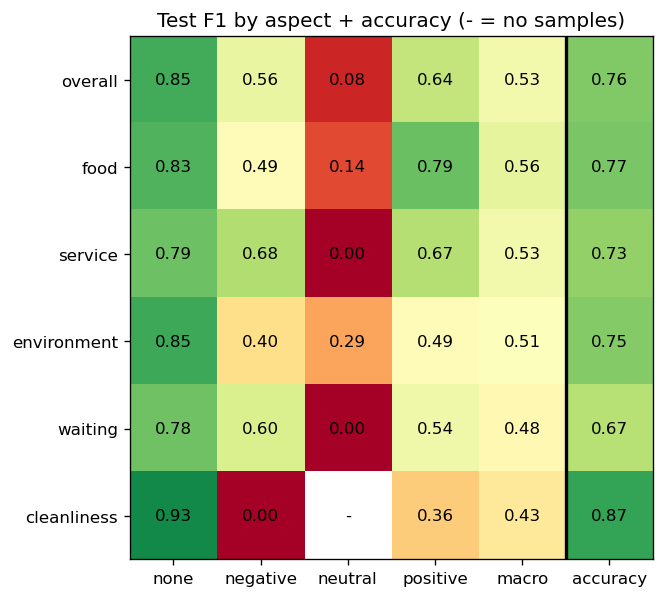 Test F1 by aspect + accuracy (- = no samples)
overall 0.85 0.56 0.08 0.64 0.53 0.76
food 0.83 0.49 0.14 0.79 0.56 0.77
service 0.79 0.68 0.00 0.67 0.53 0.73
environment 0.85 0.40 0.29 0.49 0.51 0.75
waiting 0.78 0.60 0.00 0.54 0.48 0.67
cleanliness 0.93 0.00 - 0.36 0.43 0.87
none negative neutral positive macro accuracy